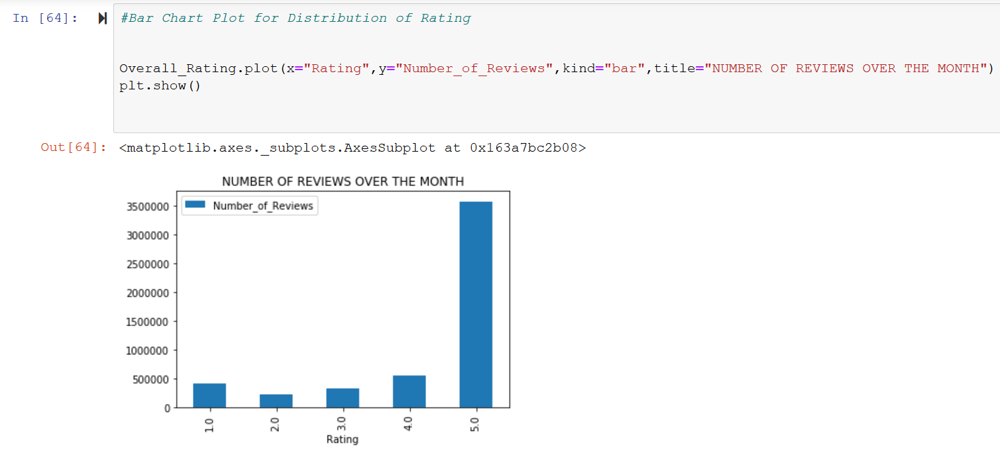 In [64]: #Bar Chart Plot for Distribution of Rating
Overall_Rating.plot(x="Rating",y="Number_of_Reviews",kind="bar",title="NUMBER OF REVIEWS OVER THE MONTH")
plt.show()
Out[64]: <matplotlib.axes._subplots.AxesSubplot at 0x163a7bc2b08>
NUMBER OF REVIEWS OVER THE MONTH
Number_of_Reviews
3500000
3000000
2500000
2000000
1500000
1000000
500000
0
1.0 2.0 3.0 4.0 5.0
Rating